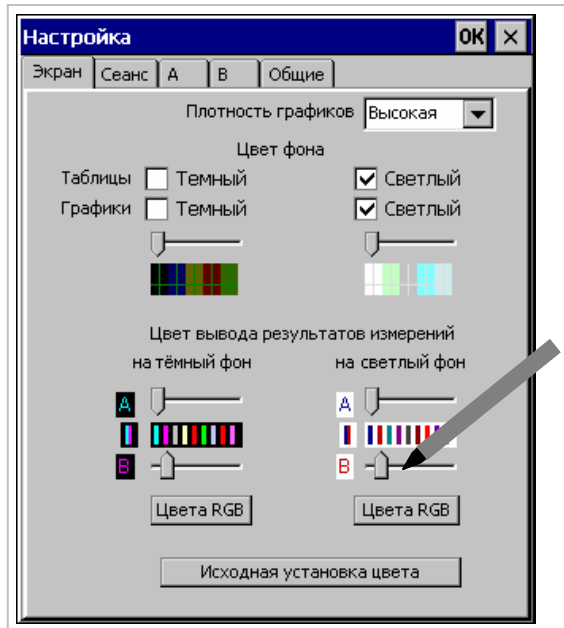 Настройка OK ×
Экран Сеанс A B Общие
Плотность графиков Высокая
Цвет фона
Таблицы Темный Светлый
Графики Темный Светлый
Цвет вывода результатов измерений
на тёмный фон на светлый фон
A A
B B
Цвета RGB Цвета RGB
Исходная установка цвета